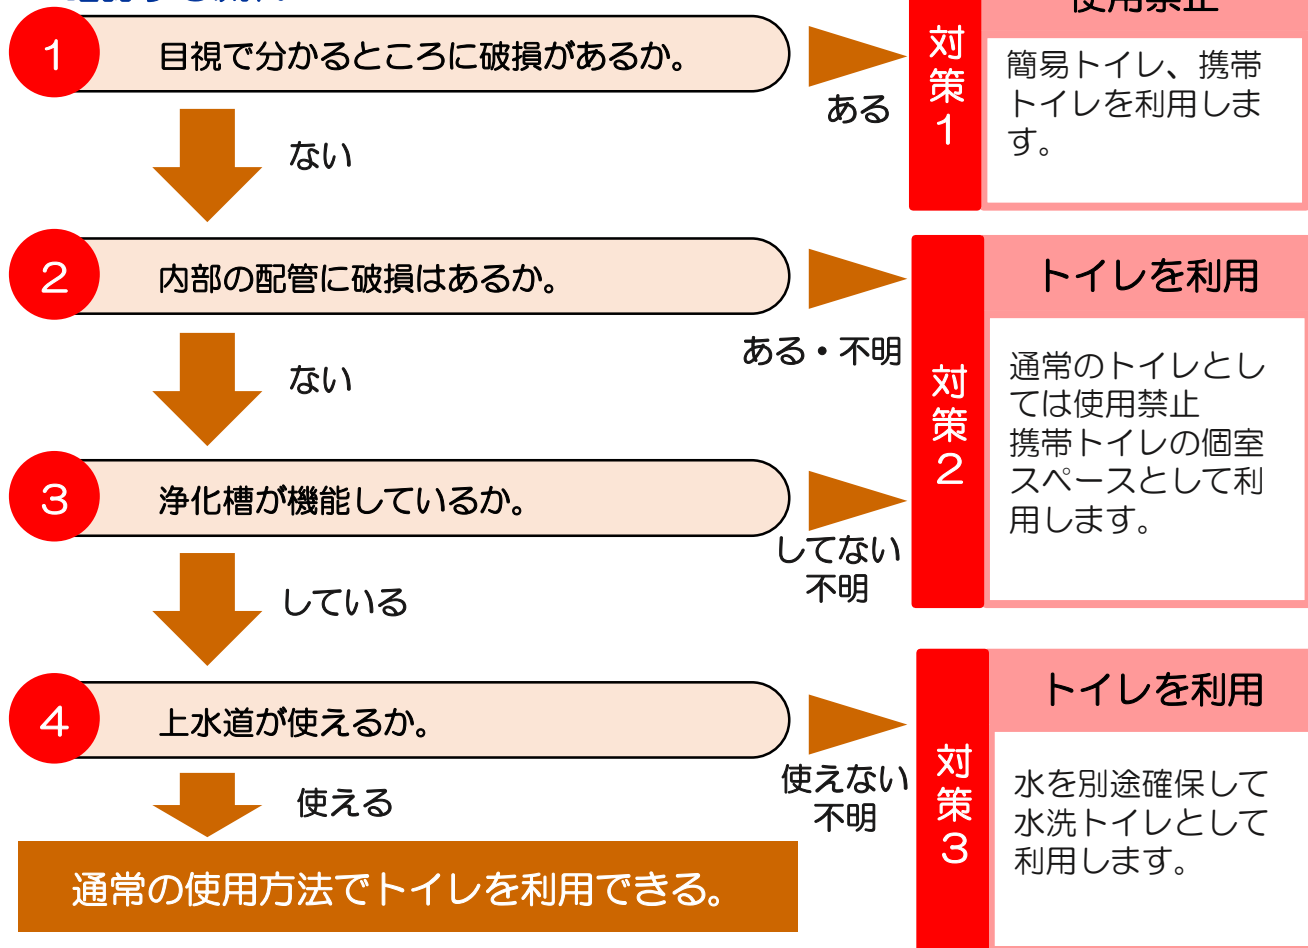 1
目視で分かるところに破損があるか。
ある
ない
対策1
使用禁止
簡易トイレ、携帯
トイレを利用しま
す。
2
内部の配管に破損はあるか。
ある・不明
ない
3
浄化槽が機能しているか。
してない
不明
している
対策2
トイレを利用
通常のトイレとし
ては使用禁止
携帯トイレの個室
スペースとして利
用します。
4
上水道が使えるか。
使えない
不明
使える
対策3
トイレを利用
水を別途確保して
水洗トイレとして
利用します。
通常の使用方法でトイレを利用できる。